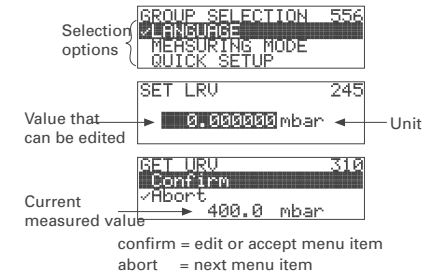 GROUP SELECTION 556
✓LANGUAGE
MEASURING MODE
QUICK SETUP
Selection
options
SET LRV 245
0.000000 mbar
Value that
can be edited
Unit
GET URV 310
Confirm
✓Abort
400.0 mbar
Current
measured value
confirm = edit or accept menu item
abort = next menu item